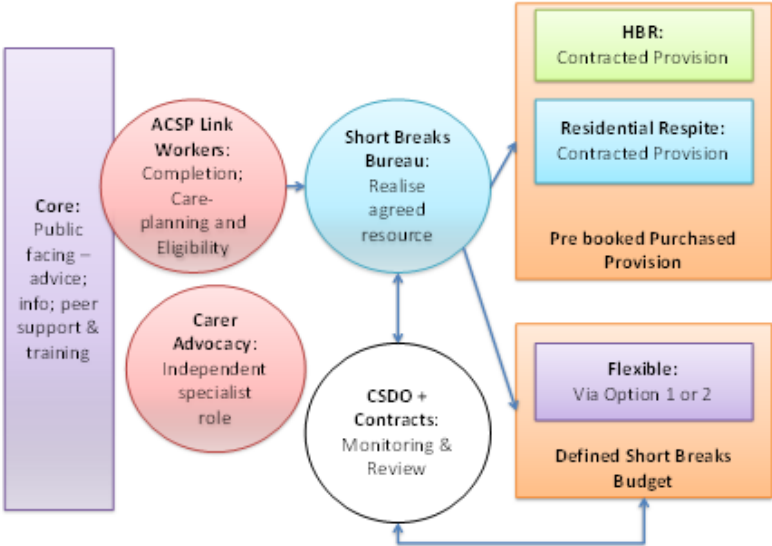 Core:
Public
facing –
advice;
info; peer
support &
training
ACSP Link
Workers:
Completion;
Care-
planning and
Eligibility
Carer
Advocacy:
Independent
specialist
role
Short Breaks
Bureau:
Realise
agreed
resource
CSDO +
Contracts:
Monitoring &
Review
HBR:
Contracted Provision
Residential Respite:
Contracted Provision
Pre booked Purchased
Provision
Flexible:
Via Option 1 or 2
Defined Short Breaks
Budget